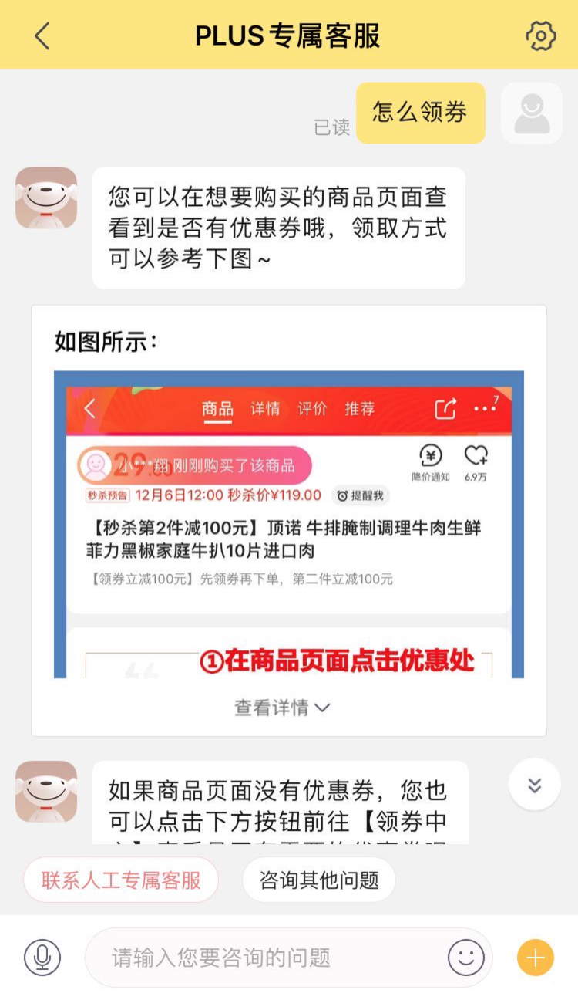 PLUS专属客服
怎么领券
已读
您可以在想要购买的商品页面查
看到是否有优惠券哦，领取方式
可以参考下图~
如图所示：
商品 详情 评价 推荐
7
小***翔 刚刚购买了该商品
降价通知 6.9万
秒杀预告 12月6日12:00 秒杀价¥119.00 提醒我
【秒杀第2件减100元】顶诺 牛排腌制调理牛肉生鲜
菲力黑椒家庭牛扒10片进口肉
【领券立减100元】先领券再下单，第二件立减100元
①在商品页面点击优惠处
查看详情
如果商品页面没有优惠券，您也
可以点击下方按钮前往【领券中
联系人工专属客服 咨询其他问题
请输入您要咨询的问题